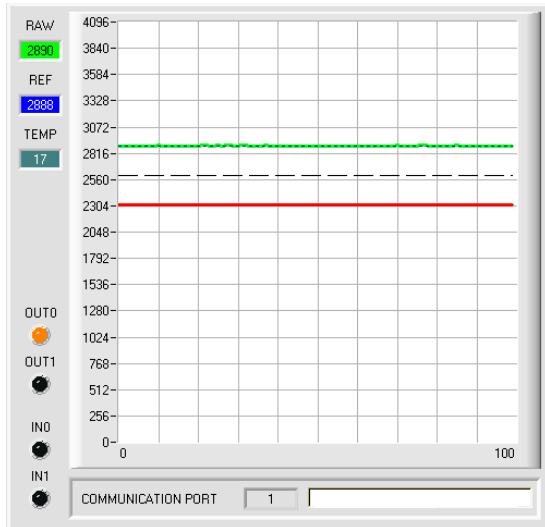 RAW
2890
REF
2888
TEMP
17
OUT0
OUT1
IN0
IN1
4096
3840
3584
3328
3072
2816
2560
2304
2048
1792
1536
1280
1024
768
512
256
0
0 100
COMMUNICATION PORT 1